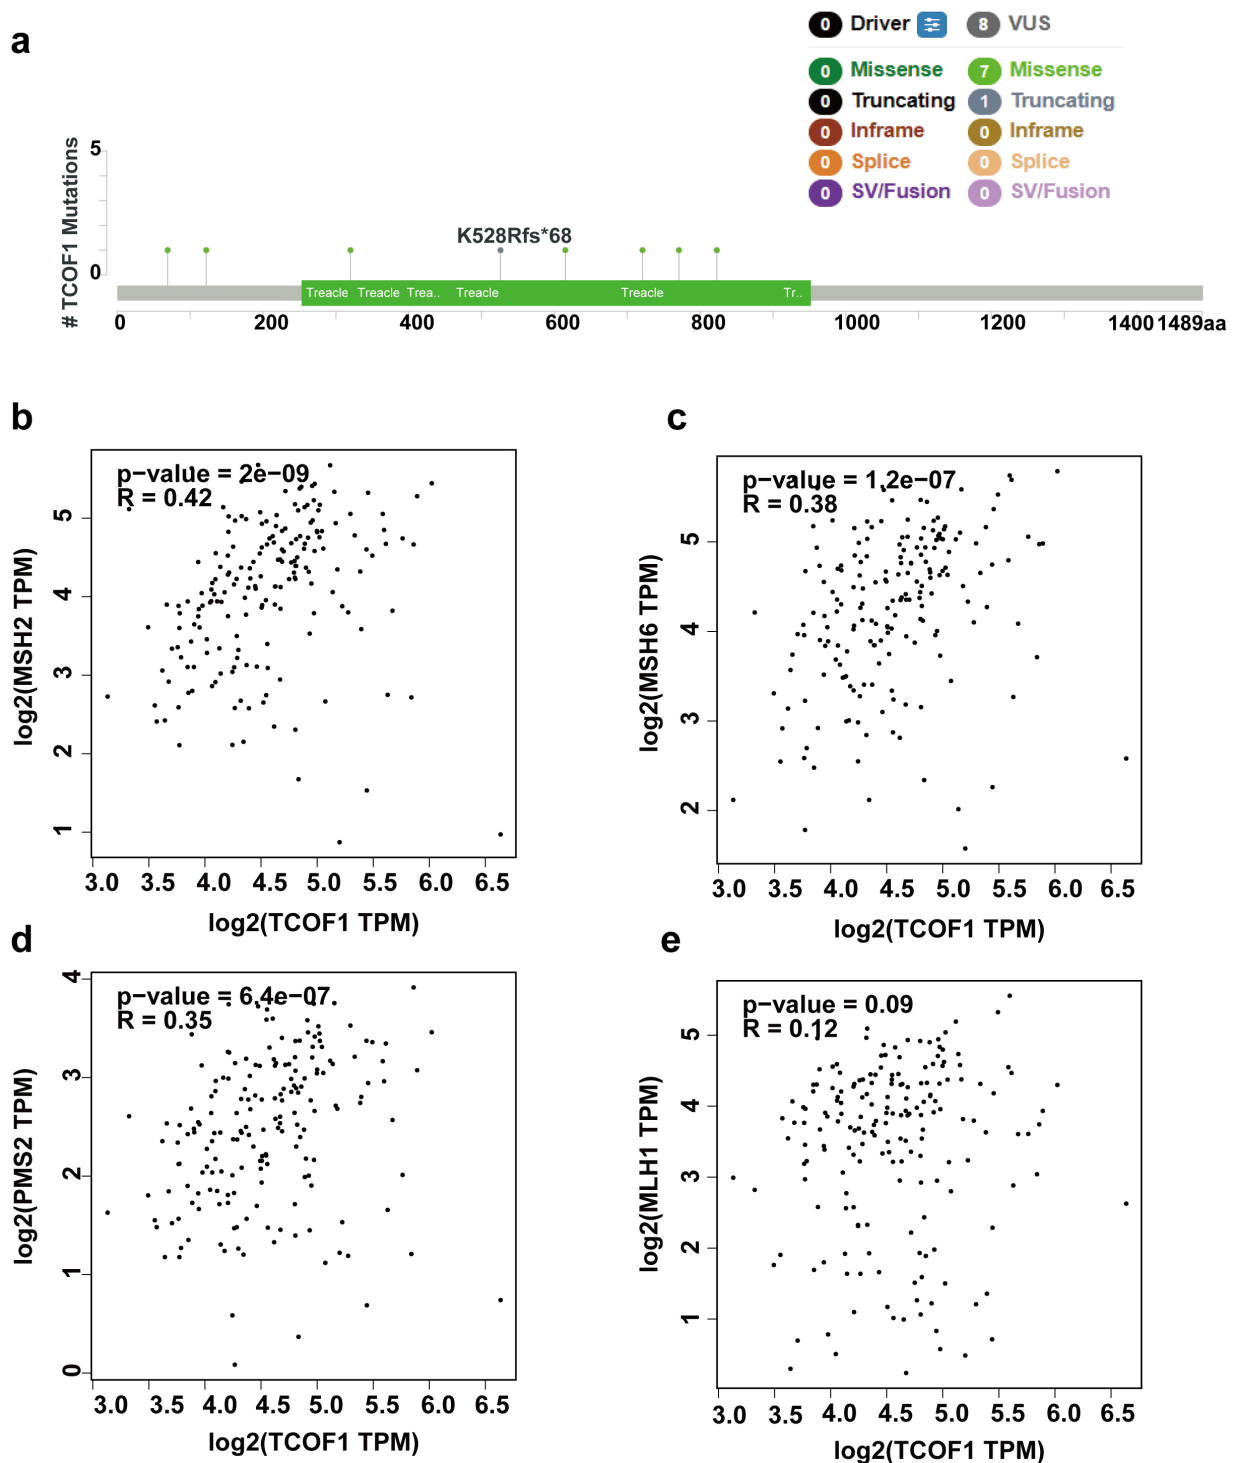 a
0 Driver 8 VUS
0 Missense 7 Missense
0 Truncating 1 Truncating
0 Inframe 0 Inframe
0 Splice 0 Splice
0 SV/Fusion 0 SV/Fusion
# TCOF1 Mutations
5
0
K528Rfs*68
Treacle Treacle Trea.. Treacle Treacle Tr..
0 200 400 600 800 1000 1200 1400 1489aa
b
p−value = 2e−09
R = 0.42
log2(MSH2 TPM)
5
4
3
2
1
3.0 3.5 4.0 4.5 5.0 5.5 6.0 6.5
log2(TCOF1 TPM)
c
p−value = 1.2e−07
R = 0.38
log2(MSH6 TPM)
5
4
3
2
3.0 3.5 4.0 4.5 5.0 5.5 6.0 6.5
log2(TCOF1 TPM)
d
p−value = 6.4e−07
R = 0.35
log2(PMS2 TPM)
4
3
2
1
0
3.0 3.5 4.0 4.5 5.0 5.5 6.0 6.5
log2(TCOF1 TPM)
e
p−value = 0.09
R = 0.12
log2(MLH1 TPM)
5
4
3
2
1
3.0 3.5 4.0 4.5 5.0 5.5 6.0 6.5
log2(TCOF1 TPM)